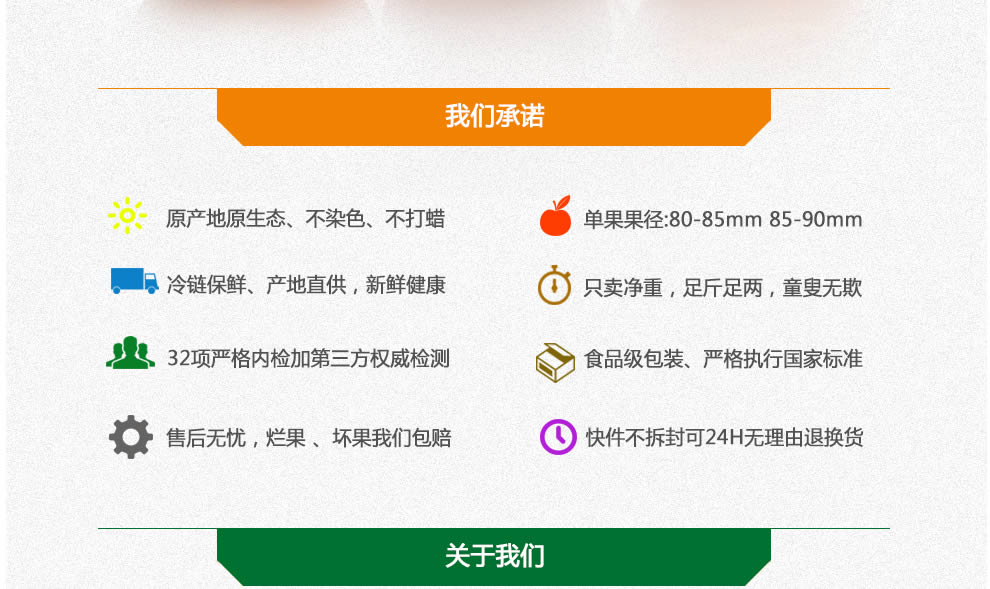 我们承诺
原产地原生态、不染色、不打蜡
单果果径:80-85mm 85-90mm
冷链保鲜、产地直供，新鲜健康
只卖净重，足斤足两，童叟无欺
32项严格内检加第三方权威检测
食品级包装、严格执行国家标准
售后无忧，烂果 、坏果我们包赔
快件不拆封可24H无理由退换货
关于我们